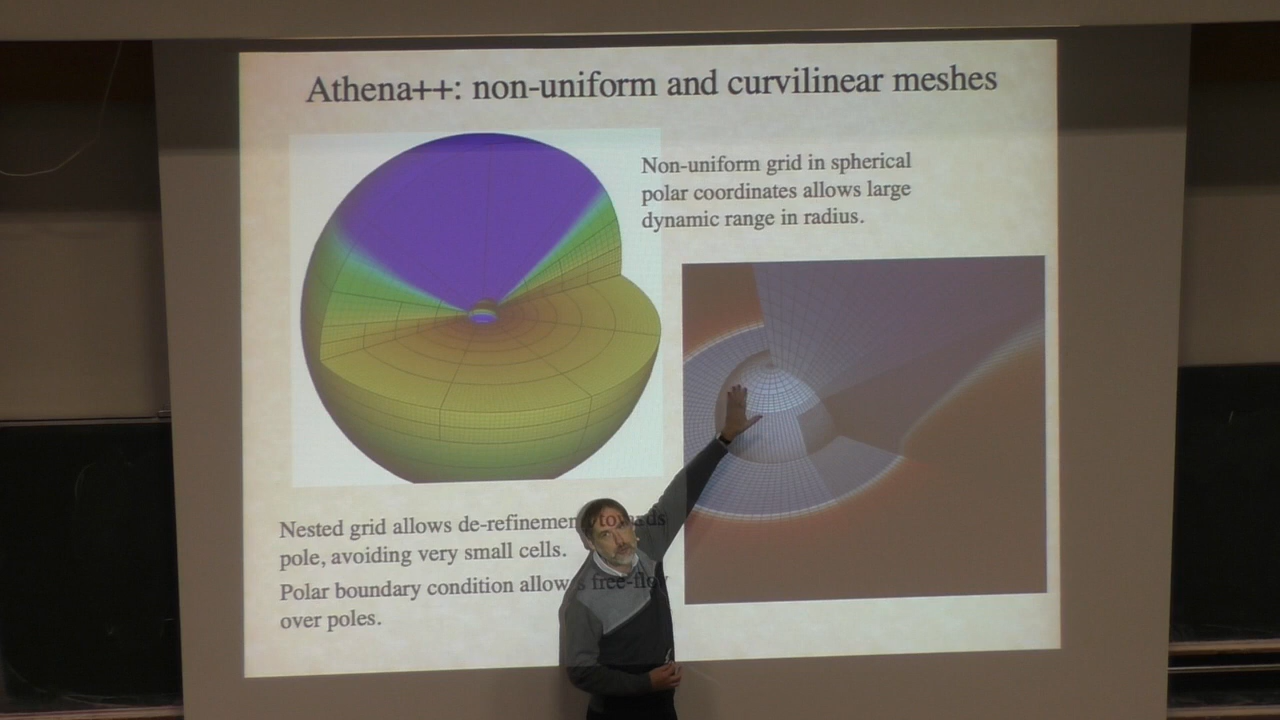 Athena++: non-uniform and curvilinear meshes
Non-uniform grid in spherical
polar coordinates allows large
dynamic range in radius.
Nested grid allows de-refinement towards
pole, avoiding very small cells.
Polar boundary condition allows free-flow
over poles.